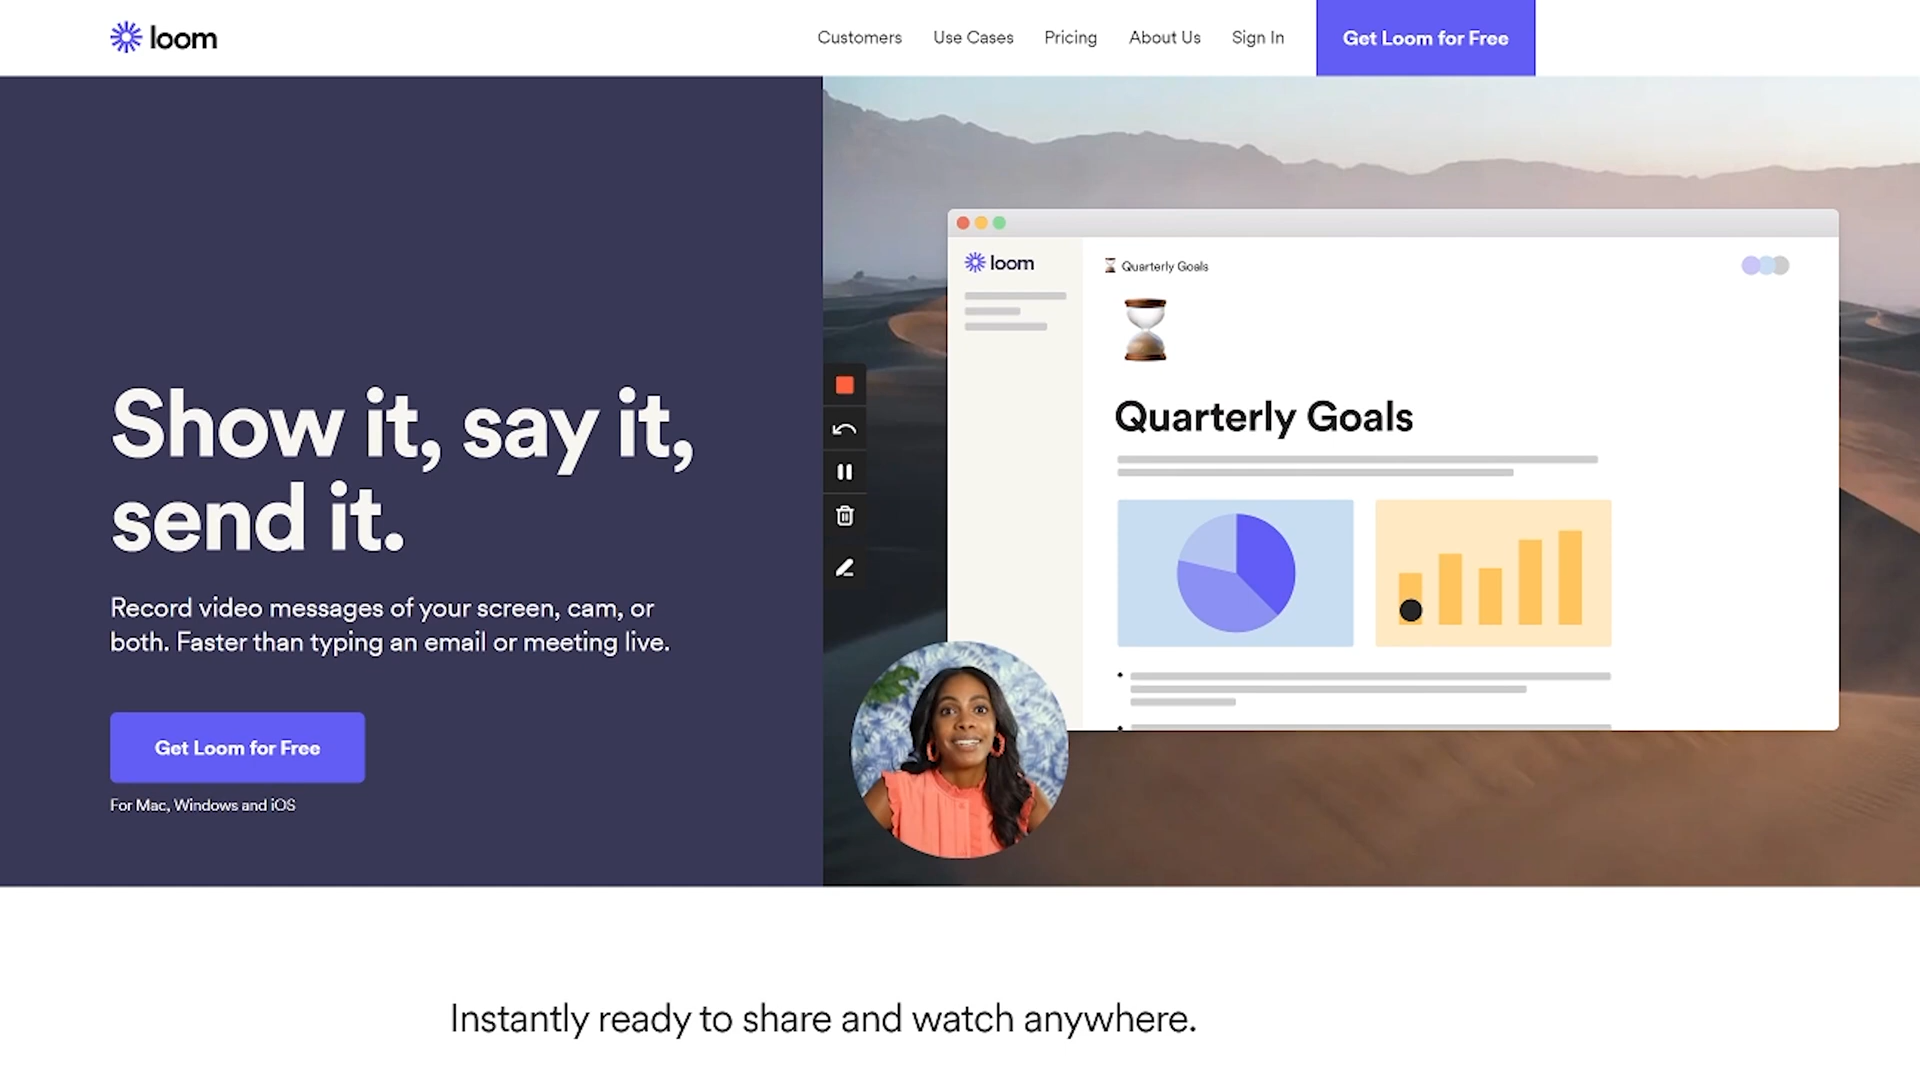 loom
Customers
Use Cases
Pricing
About Us
Sign In
Get Loom for Free
Show it, say it,
send it.
Record video messages of your screen, cam, or
both. Faster than typing an email or meeting live.
Get Loom for Free
For Mac, Windows and iOS
loom
Quarterly Goals
Quarterly Goals
Instantly ready to share and watch anywhere.